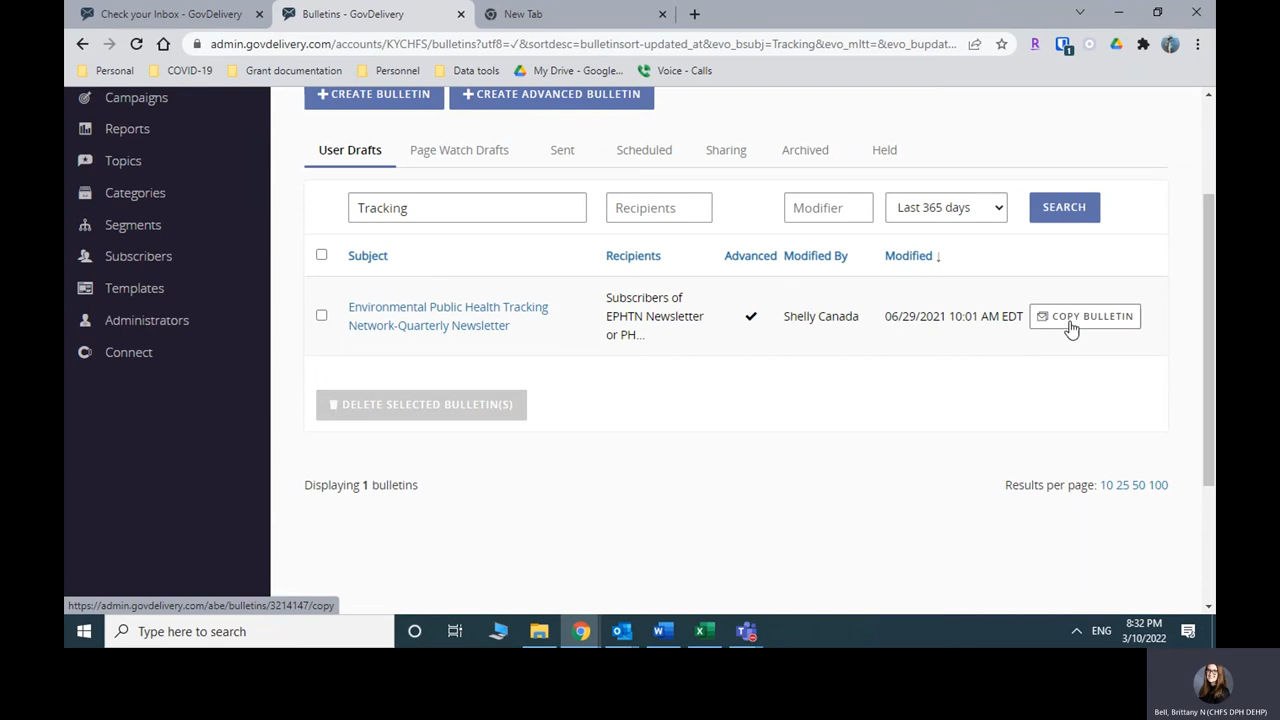 Check your Inbox - GovDelivery
Bulletins - GovDelivery
New Tab
admin.govdelivery.com/accounts/KYCHFS/bulletins?utf8=✓&sortdesc=bulletinsort-updated_at&evo_bsubj=Tracking&evo_mltt=&evo_bupdat...
Personal
COVID-19
Grant documentation
Personnel
Data tools
My Drive - Google...
Voice - Calls
Campaigns
Reports
Topics
Categories
Segments
Subscribers
Templates
Administrators
Connect
CREATE BULLETIN
CREATE ADVANCED BULLETIN
User Drafts
Page Watch Drafts
Sent
Scheduled
Sharing
Archived
Held
Tracking
Recipients
Modifier
Last 365 days
SEARCH
Subject
Recipients
Advanced
Modified By
Modified ↓
Environmental Public Health Tracking
Network-Quarterly Newsletter
Subscribers of
EPHTN Newsletter
or PH...
Shelly Canada
06/29/2021 10:01 AM EDT
COPY BULLETIN
DELETE SELECTED BULLETIN(S)
Displaying 1 bulletins
Results per page: 10 25 50 100
https://admin.govdelivery.com/abe/bulletins/3214147/copy
Type here to search
ENG
8:32 PM
3/10/2022
Bell, Brittany N (CHFS DPH DEHP)